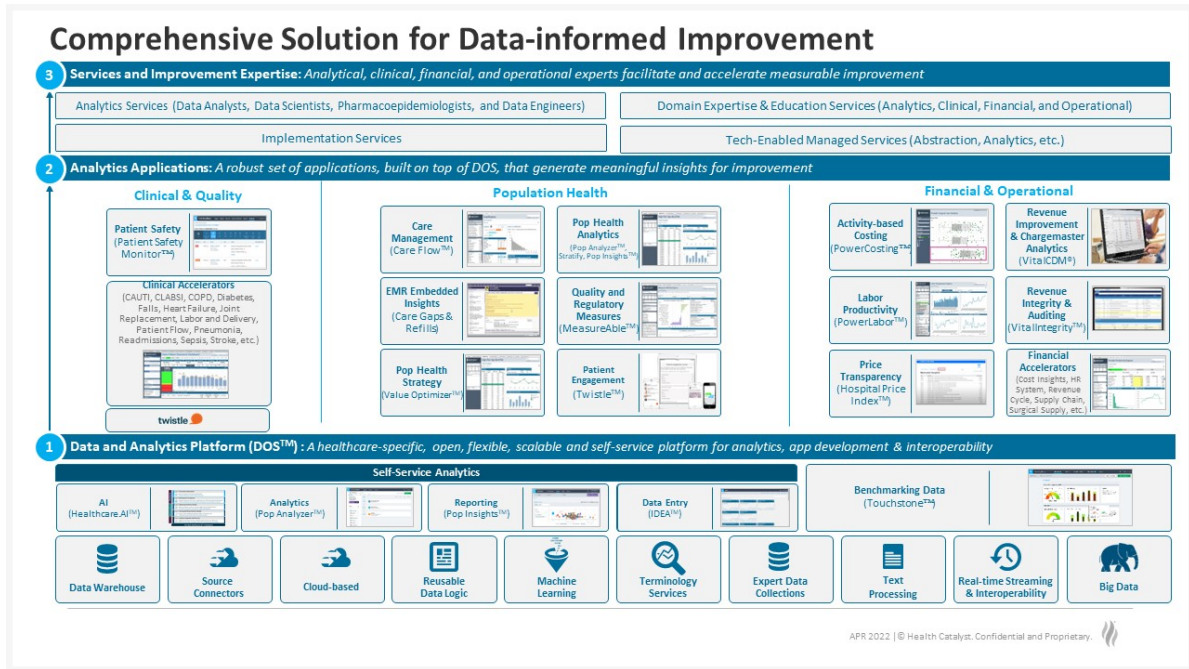 Comprehensive Solution for Data-informed Improvement
3 Services and Improvement Expertise: Analytical, clinical, financial, and operational experts facilitate and accelerate measurable improvement
Analytics Services (Data Analysts, Data Scientists, Pharmacoepidemiologists, and Data Engineers)
Domain Expertise & Education Services (Analytics, Clinical, Financial, and Operational)
Implementation Services
Tech-Enabled Managed Services (Abstraction, Analytics, etc.)
2 Analytics Applications: A robust set of applications, built on top of DOS, that generate meaningful insights for improvement
Clinical & Quality
Patient Safety
(Patient Safety
Monitor™)
Clinical Accelerators
(CAUTI, CLABSI, COPD, Diabetes,
Falls, Heart Failure, Joint
Replacement, Labor and Delivery,
Patient Flow, Pneumonia,
Readmissions, Sepsis, Stroke, etc.)
twistle
Population Health
Care
Management
(Care Flow™)
Pop Health
Analytics
(Pop Analyzer™,
Stratify, Pop Insights™)
EMR Embedded
Insights
(Care Gaps &
Refills)
Quality and
Regulatory
Measures
(MeasureAble™)
Pop Health
Strategy
(Value Optimizer™)
Patient
Engagement
(Twistle™)
Financial & Operational
Activity-based
Costing
(PowerCosting™)
Revenue
Improvement
& Chargemaster
Analytics
(VitalCDM®)
Labor
Productivity
(PowerLabor™)
Revenue
Integrity &
Auditing
(VitalIntegrity™)
Price
Transparency
(Hospital Price
Index™)
Financial
Accelerators
(Cost Insights, HR
System, Revenue
Cycle, Supply Chain,
Surgical Supply, etc.)
1 Data and Analytics Platform (DOS™) : A healthcare-specific, open, flexible, scalable and self-service platform for analytics, app development & interoperability
Self-Service Analytics
AI
(Healthcare.AI™)
Analytics
(Pop Analyzer™)
Reporting
(Pop Insights™)
Data Entry
(IDEA™)
Benchmarking Data
(Touchstone™)
Data Warehouse
Source
Connectors
Cloud-based
Reusable
Data Logic
Machine
Learning
Terminology
Services
Expert Data
Collections
Text
Processing
Real-time Streaming
& Interoperability
Big Data
APR 2022 | © Health Catalyst. Confidential and Proprietary.